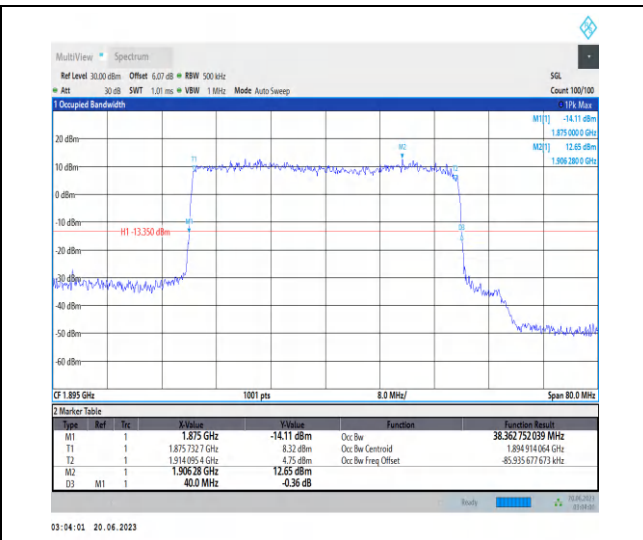 MultiView Spectrum
Ref Level 30.00 dBm Offset 6.07 dB RBW 500 kHz SGL
Att 30 dB SWT 1.01 ms VBW 1 MHz Mode Auto Sweep Count 100/100
1 Occupied Bandwidth 1Pk Max
M1[1] -14.11 dBm
1.875 000 0 GHz
20 dBm M2[1] 12.65 dBm
M2 1.906 280 0 GHz
T1 T2
10 dBm
0 dBm
-10 dBm
M1 D3
H1 -13.350 dBm
-20 dBm
-30 dBm
-40 dBm
-50 dBm
-60 dBm
CF 1.895 GHz 1001 pts 8.0 MHz/ Span 80.0 MHz
2 Marker Table
Type Ref Trc X-Value Y-Value Function Function Result
M1 1 1.875 GHz -14.11 dBm Occ Bw 38.362 752 039 MHz
T1 1 1.875 732 7 GHz 8.32 dBm Occ Bw Centroid 1.894 914 064 GHz
T2 1 1.914 095 4 GHz 4.75 dBm Occ Bw Freq Offset -85.935 677 673 kHz
M2 1 1.906 28 GHz 12.65 dBm
D3 M1 1 40.0 MHz -0.36 dB
Ready 20.06.2023
03:04:01 20.06.2023